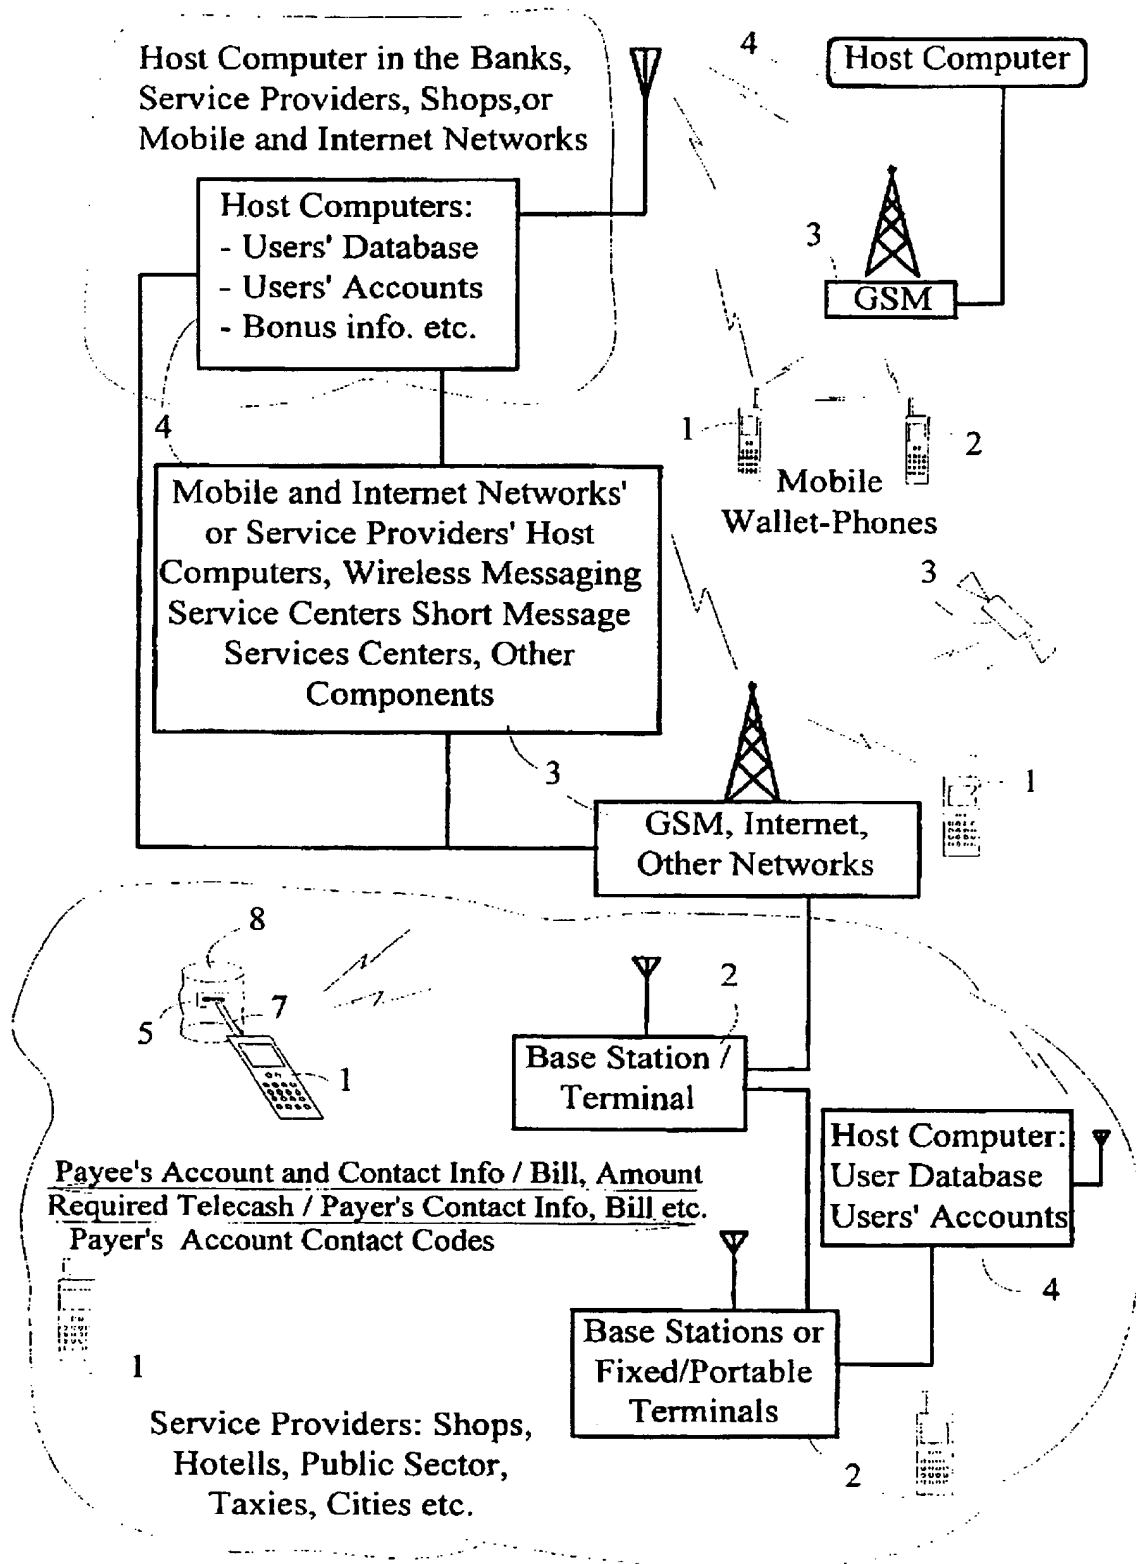 Host Computer in the Banks,
Service Providers, Shops,or
Mobile and Internet Networks
4
Host Computer
Host Computers:
- Users' Database
- Users' Accounts
- Bonus info. etc.
3
GSM
4
1
2
Mobile
Wallet-Phones
Mobile and Internet Networks'
or Service Providers' Host
Computers, Wireless Messaging
Service Centers Short Message
Services Centers, Other
Components
3
3
1
GSM, Internet,
Other Networks
8
5
7
1
2
Base Station /
Terminal
Host Computer:
User Database
Users' Accounts
4
Payee's Account and Contact Info / Bill, Amount
Required Telecash / Payer's Contact Info, Bill etc.
Payer's Account Contact Codes
1
Base Stations or
Fixed/Portable
Terminals
2
Service Providers: Shops,
Hotells, Public Sector,
Taxies, Cities etc.